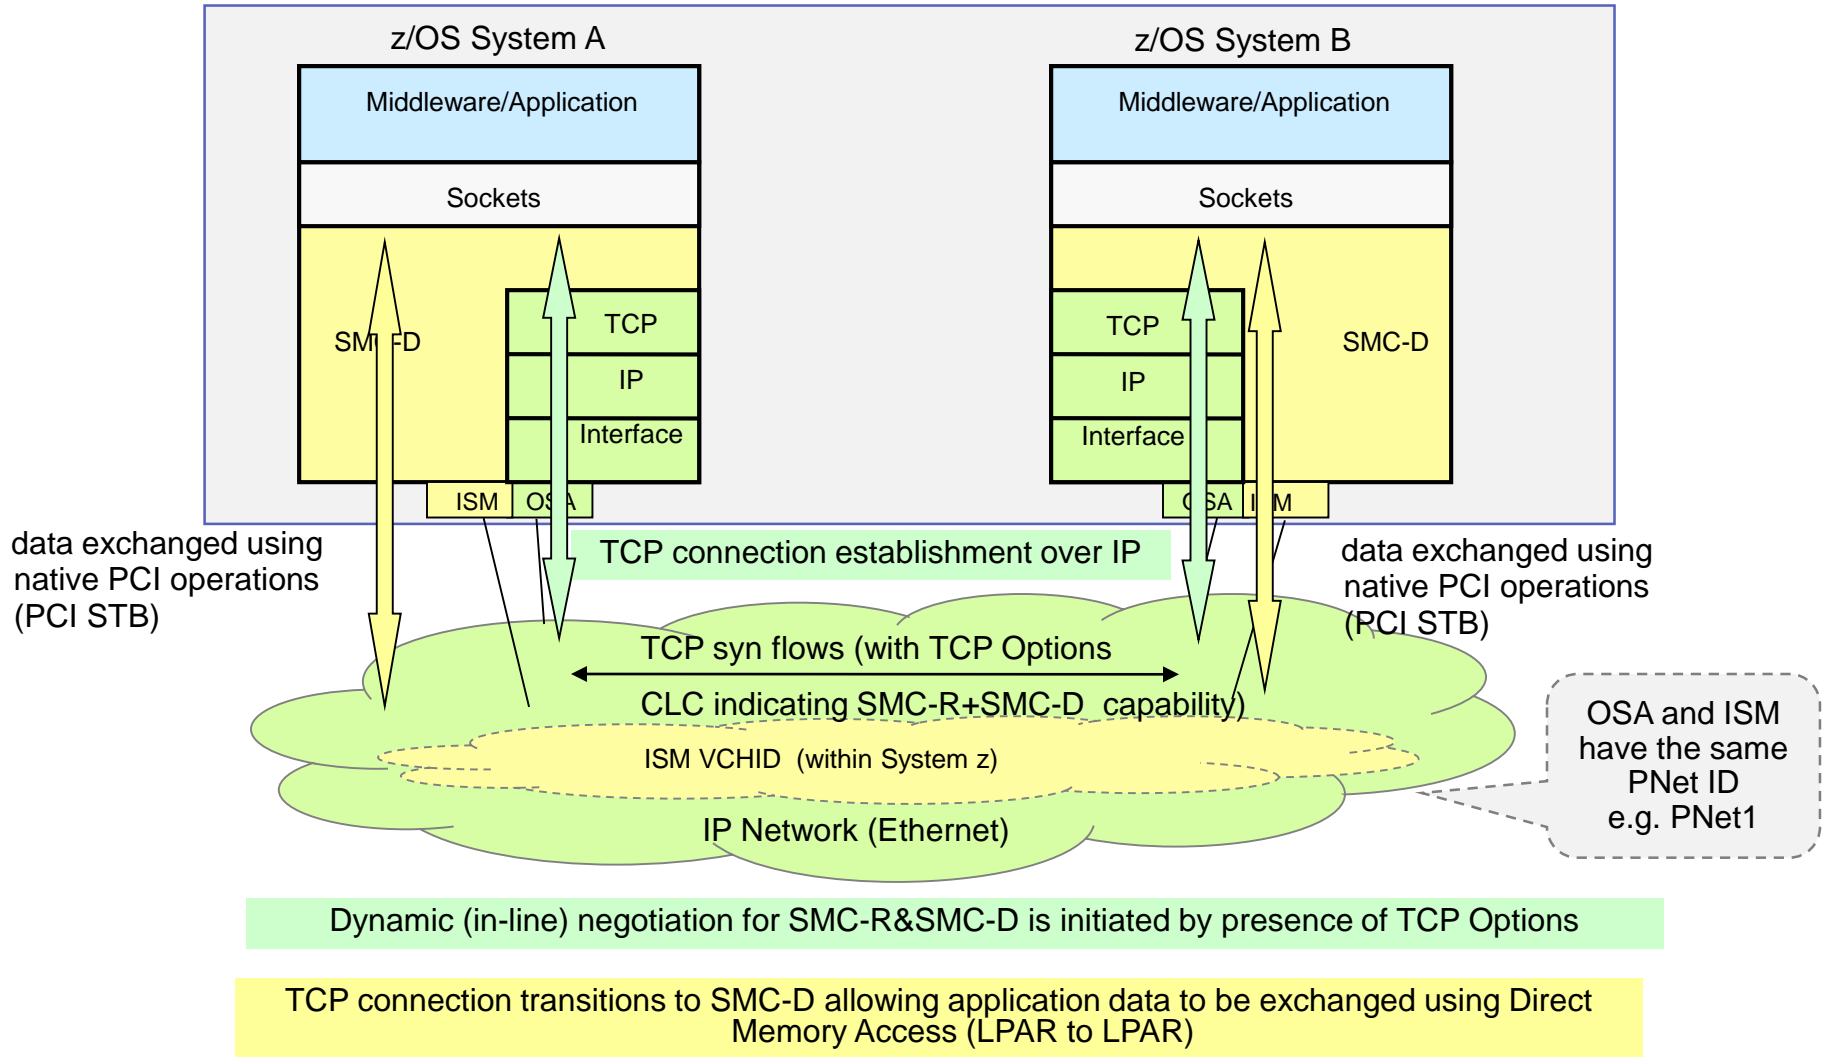 z/OS System A
z/OS System B
Middleware/Application
Middleware/Application
Sockets
Sockets
TCP
SMC-D
TCP
SMC-D
IP
IP
Interface
Interface
ISM
OSA
OSA
ISM
data exchanged using
native PCI operations
(PCI STB)
TCP connection establishment over IP
data exchanged using
native PCI operations
(PCI STB)
TCP syn flows (with TCP Options
CLC indicating SMC-R+SMC-D capability)
ISM VCHID (within System z)
IP Network (Ethernet)
OSA and ISM
have the same
PNet ID
e.g. PNet1
Dynamic (in-line) negotiation for SMC-R&SMC-D is initiated by presence of TCP Options
TCP connection transitions to SMC-D allowing application data to be exchanged using Direct
Memory Access (LPAR to LPAR)